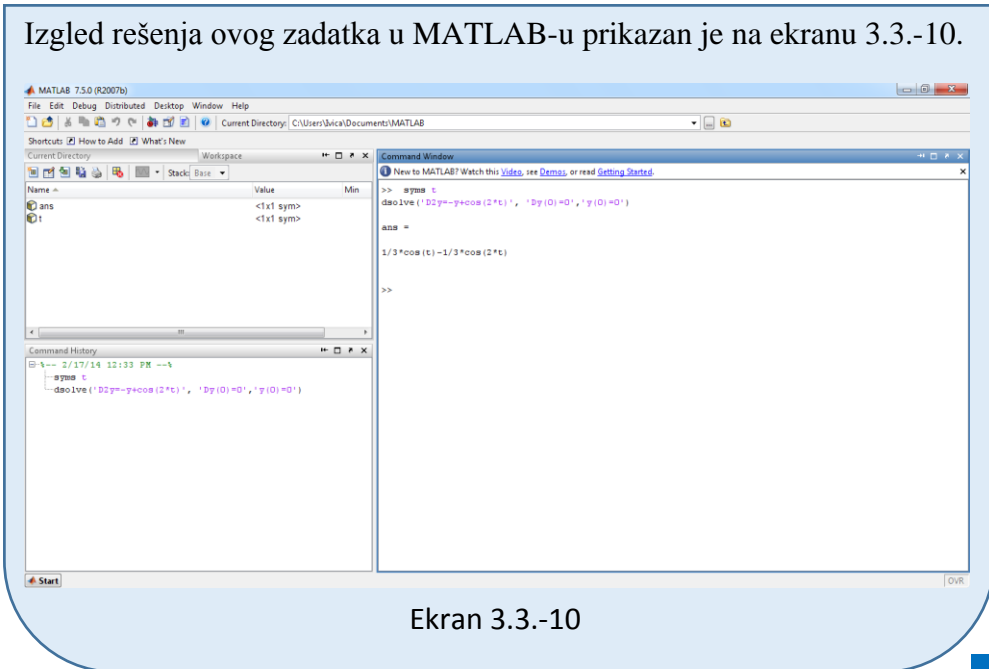 Izgled rešenja ovog zadatka u MATLAB-u prikazan je na ekranu 3.3.-10.
MATLAB 7.5.0 (R2007b)
File Edit Debug Distributed Desktop Window Help
Current Directory: C:\Users\Ivica\Documents\MATLAB
Shortcuts How to Add What's New
Current Directory Workspace
Stack: Base
Name Value Min
ans <1x1 sym>
t <1x1 sym>
Command History
%-- 2/17/14 12:33 PM --%
syms t
dsolve('D2y=-y+cos(2*t)', 'Dy(0)=0','y(0)=0')
Command Window
New to MATLAB? Watch this Video, see Demos, or read Getting Started.
>> syms t
dsolve('D2y=-y+cos(2*t)', 'Dy(0)=0','y(0)=0')
ans =
1/3*cos(t)-1/3*cos(2*t)
>>
Start
OVR
Ekran 3.3.-10